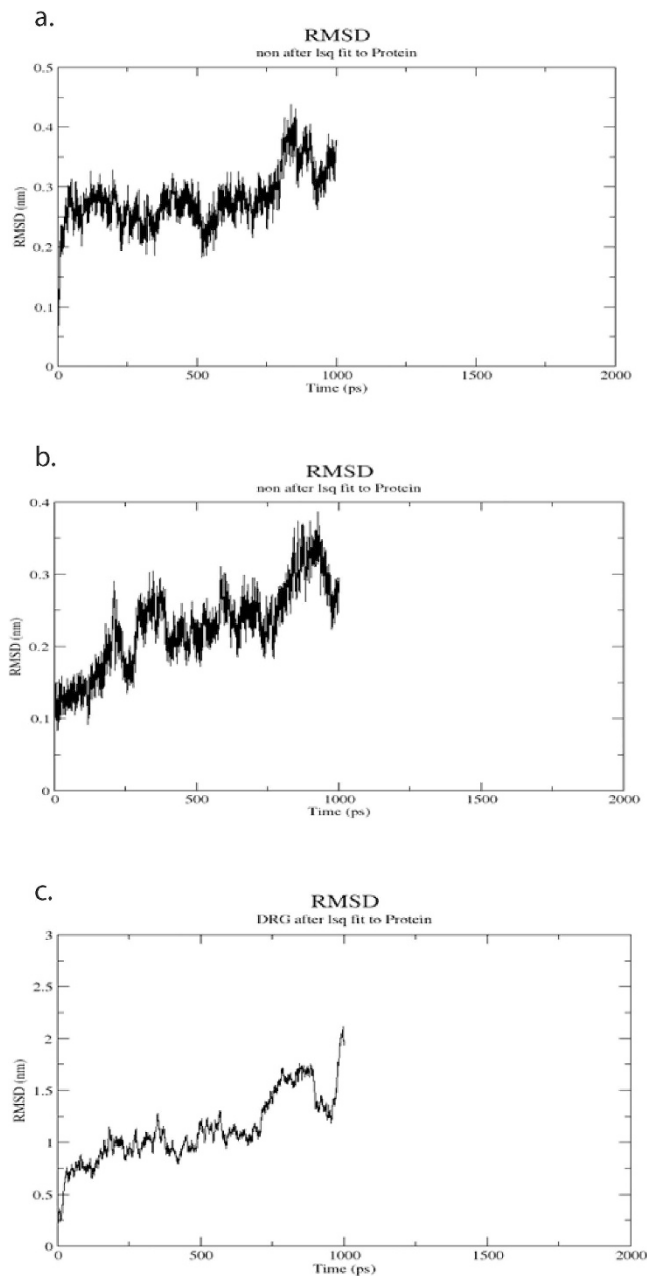 a.
RMSD
non after lsq fit to Protein
0.5
0.4
0.3
0.2
0.1
0
RMSD (nm)
0 500 1000 1500 2000
Time (ps)
b.
RMSD
non after lsq fit to Protein
0.4
0.3
0.2
0.1
0
RMSD (nm)
0 500 1000 1500 2000
Time (ps)
c.
RMSD
DRG after lsq fit to Protein
3
2.5
2
1.5
1
0.5
0
RMSD (nm)
0 500 1000 1500 2000
Time (ps)